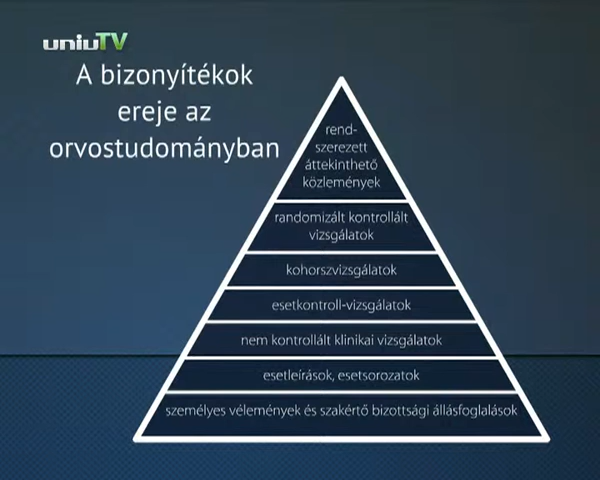 uniuTV
A bizonyítékok
ereje az
orvostudományban
rend-
szerezett
áttekinthető
közlemények
randomizált kontrollált
vizsgálatok
kohorszvizsgálatok
esetkontroll-vizsgálatok
nem kontrollált klinikai vizsgálatok
esetleírások, esetsorozatok
személyes vélemények és szakértő bizottsági állásfoglalások